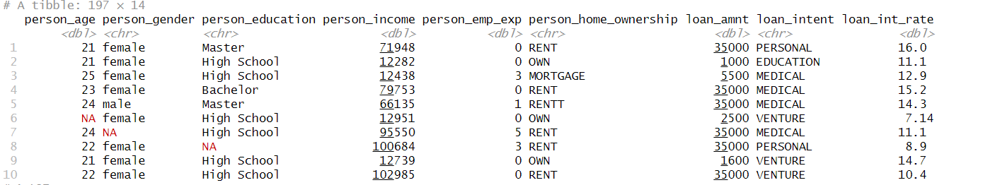 # A tibble: 197 × 14
person_age person_gender person_education person_income person_emp_exp person_home_ownership loan_amnt loan_intent loan_int_rate
<dbl> <chr> <chr> <dbl> <dbl> <chr> <dbl> <chr> <dbl>
1 21 female Master 71948 0 RENT 35000 PERSONAL 16.0
2 21 female High School 12282 0 OWN 1000 EDUCATION 11.1
3 25 female High School 12438 3 MORTGAGE 5500 MEDICAL 12.9
4 23 female Bachelor 79753 0 RENT 35000 MEDICAL 15.2
5 24 male Master 66135 1 RENTT 35000 MEDICAL 14.3
6 NA female High School 12951 0 OWN 2500 VENTURE 7.14
7 24 NA High School 95550 5 RENT 35000 MEDICAL 11.1
8 22 female NA 100684 3 RENT 35000 PERSONAL 8.9
9 21 female High School 12739 0 OWN 1600 VENTURE 14.7
10 22 female High School 102985 0 RENT 35000 VENTURE 10.4